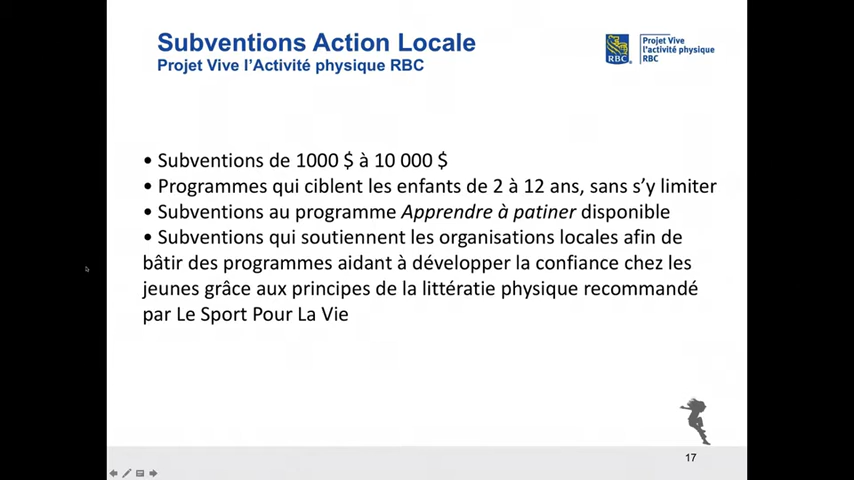 Subventions Action Locale
Projet Vive l'Activité physique RBC
RBC
Projet Vive
l'activité physique
RBC
• Subventions de 1000 $ à 10 000 $
• Programmes qui ciblent les enfants de 2 à 12 ans, sans s'y limiter
• Subventions au programme Apprendre à patiner disponible
• Subventions qui soutiennent les organisations locales afin de
bâtir des programmes aidant à développer la confiance chez les
jeunes grâce aux principes de la littératie physique recommandé
par Le Sport Pour La Vie
17